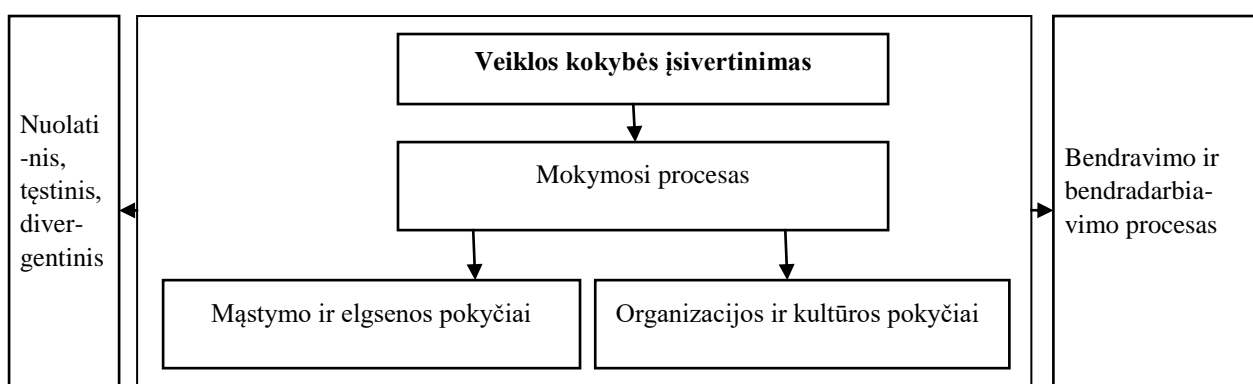 Veiklos kokybės įsivertinimas
Nuolati
-nis,
tęstinis,
diver-
gentinis
Mokymosi procesas
Bendravimo ir
bendradarbia-
vimo procesas
Mąstymo ir elgsenos pokyčiai
Organizacijos ir kultūros pokyčiai